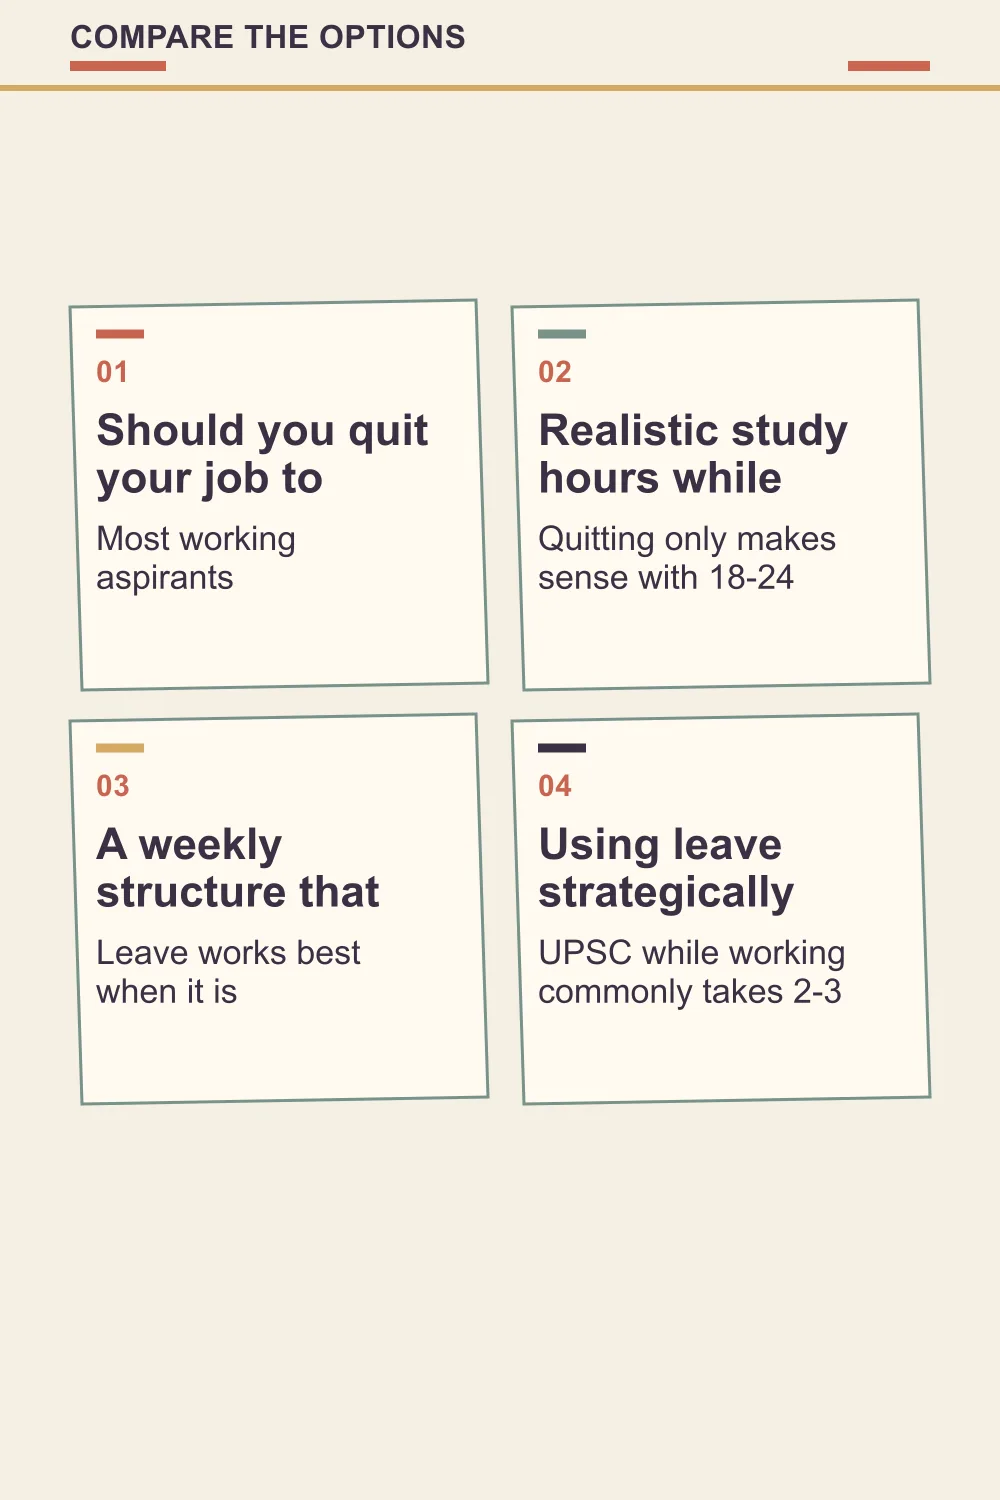 COMPARE THE OPTIONS
01
Should you quit
your job to
Most working
aspirants
02
Realistic study
hours while
Quitting only makes
sense with 18-24
03
A weekly
structure that
Leave works best
when it is
04
Using leave
strategically
UPSC while working
commonly takes 2-3